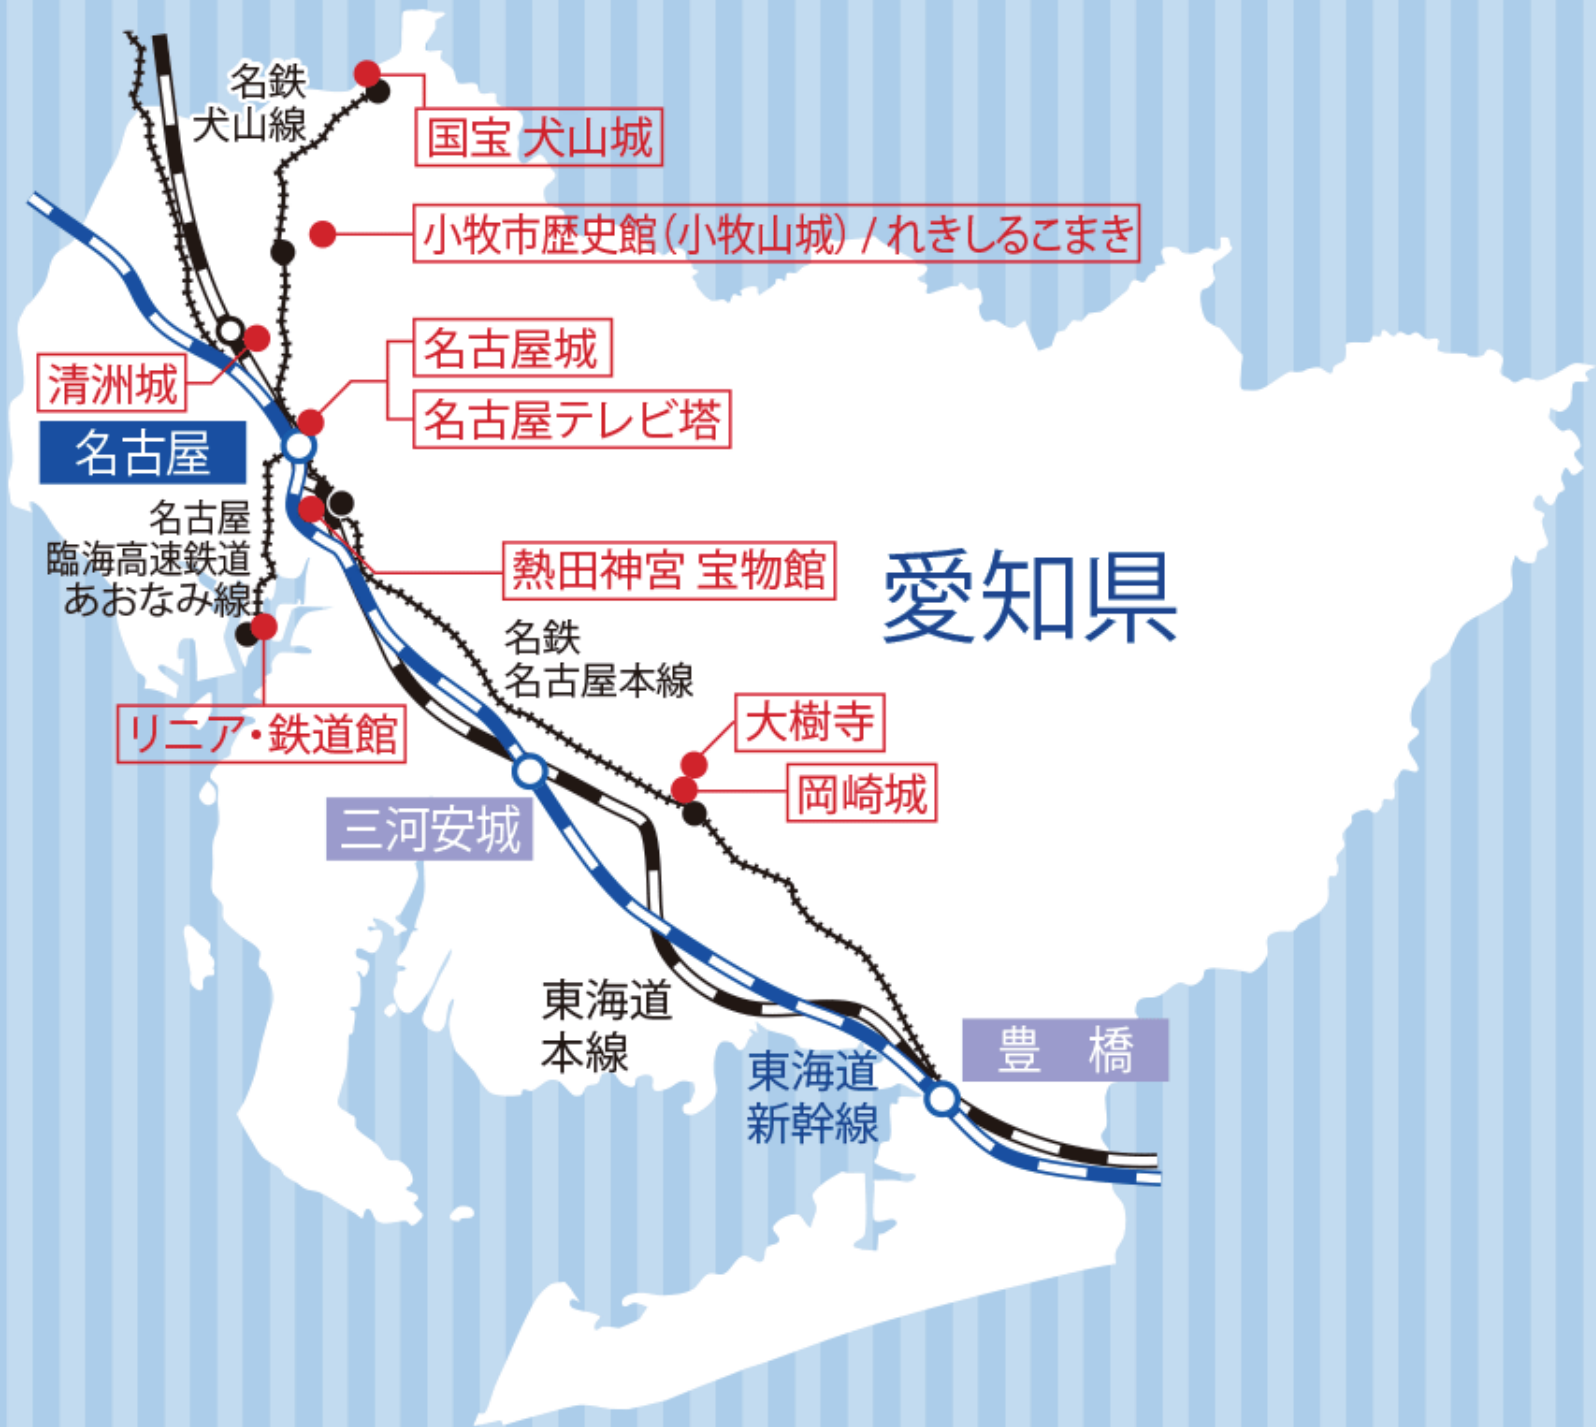 名鉄
犬山線
国宝 犬山城
小牧市歴史館(小牧山城) / れきしるこまき
名古屋城
清洲城
名古屋テレビ塔
名古屋
名古屋
臨海高速鉄道
あおなみ線
熱田神宮 宝物館
愛知県
名鉄
名古屋本線
リニア・鉄道館
大樹寺
岡崎城
三河安城
東海道
本線
豊 橋
東海道
新幹線